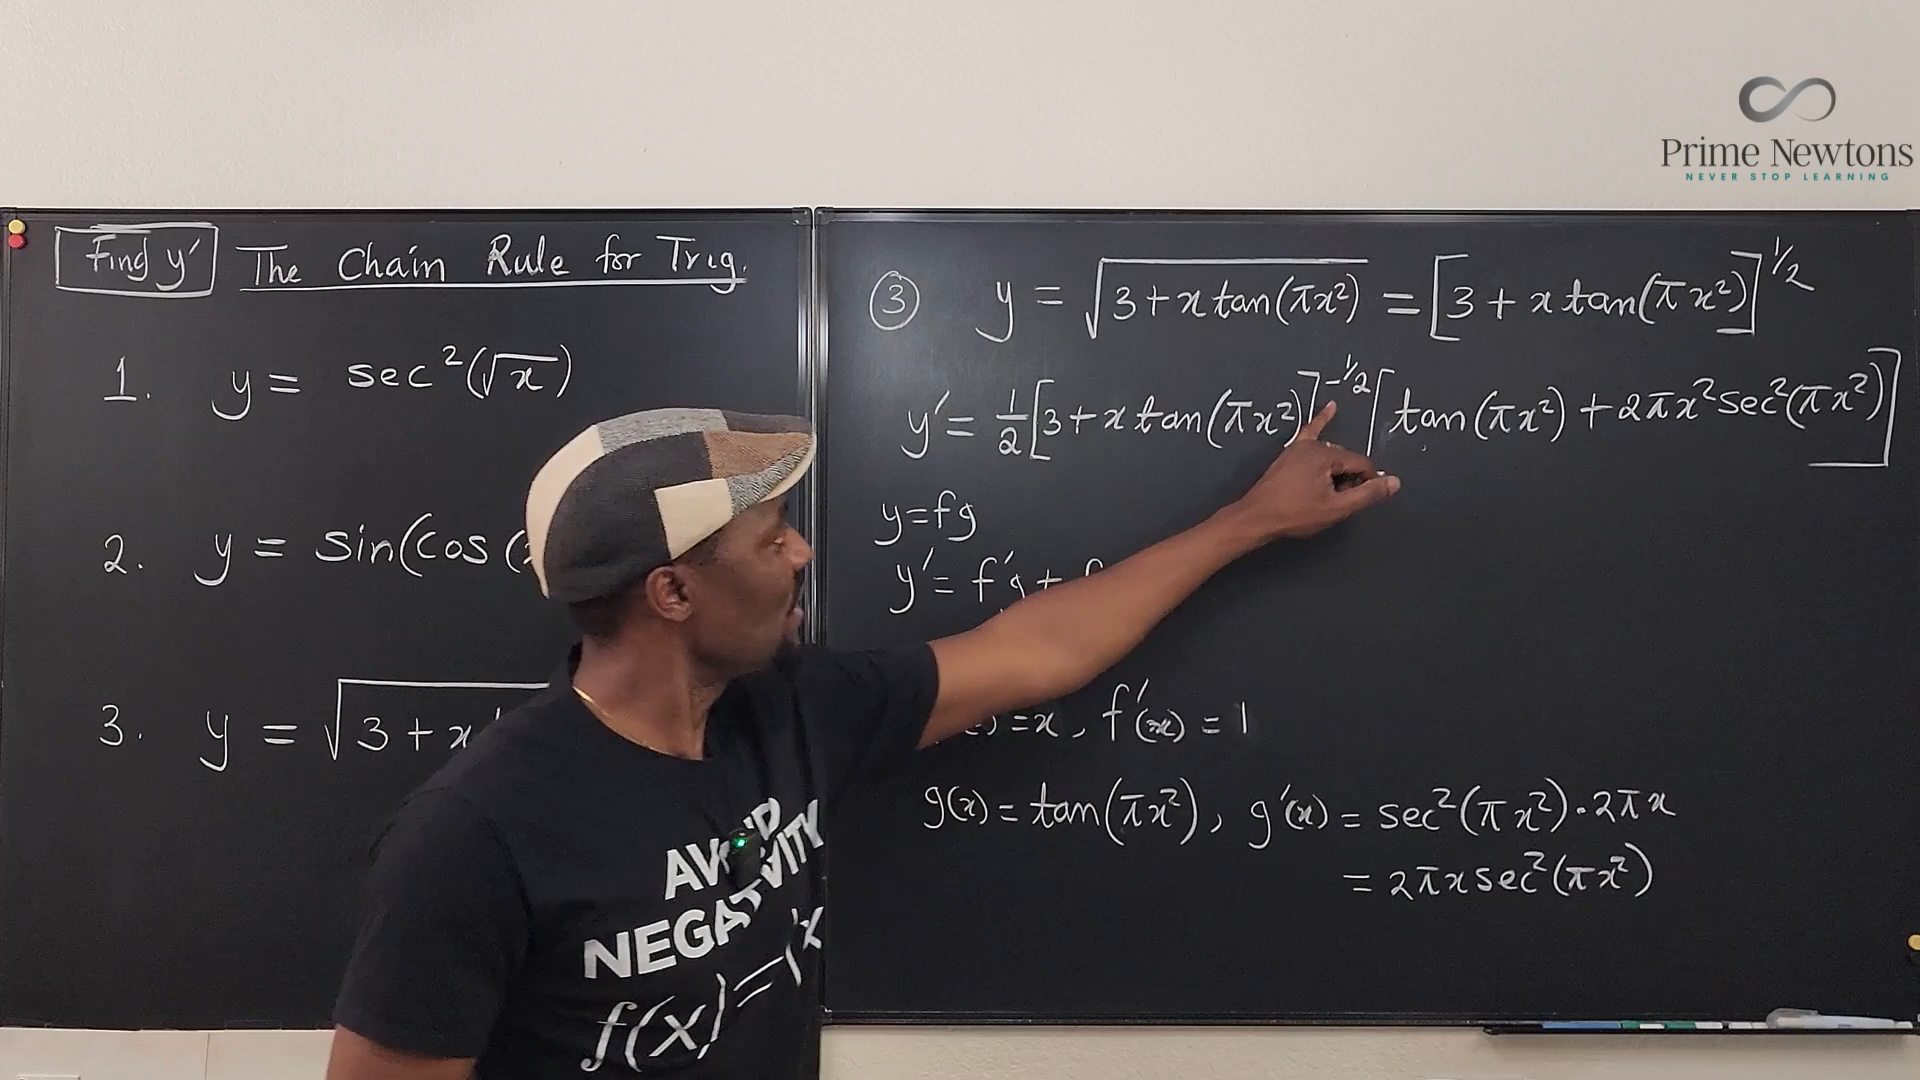 Prime Newtons
NEVER STOP LEARNING
Find y′ The Chain Rule for Trig.
1. y = sec²(√x)
2. y = sin(cos(
3. y = √3 + x
③ y = √3 + x tan(πx²) = [3 + x tan(πx²)]^1/2
y′ = 1/2 [3 + x tan(πx²)]^-1/2 [tan(πx²) + 2πx² sec²(πx²)]
y = fg
y′ = f′g + f
= x, f′(x) = 1
g(x) = tan(πx²), g′(x) = sec²(πx²) · 2πx
= 2πx sec²(πx²)
AVOID
NEGATIVITY
f(x) =